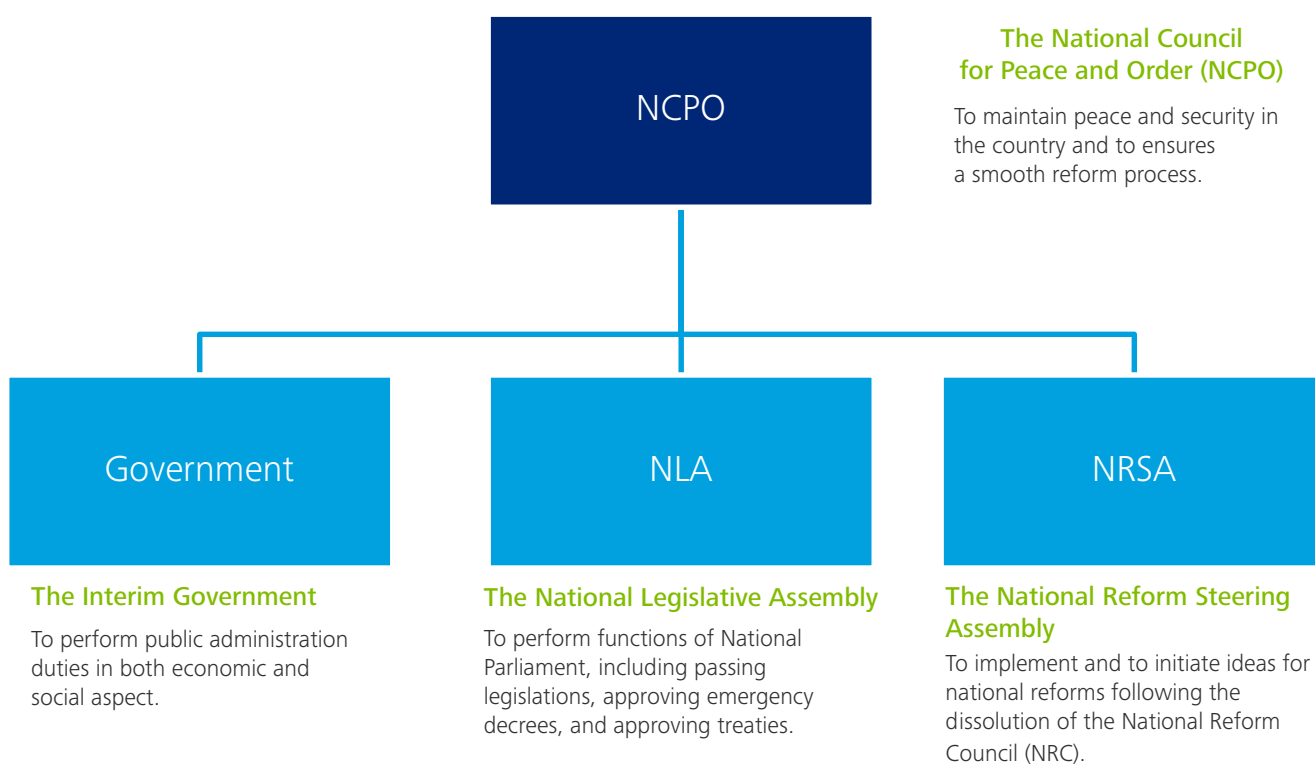 NCPO
The National Council
for Peace and Order (NCPO)
To maintain peace and security in
the country and to ensures
a smooth reform process.
Government
NLA
NRSA
The Interim Government
To perform public administration
duties in both economic and
social aspect.
The National Legislative Assembly
To perform functions of National
Parliament, including passing
legislations, approving emergency
decrees, and approving treaties.
The National Reform Steering
Assembly
To implement and to initiate ideas for
national reforms following the
dissolution of the National Reform
Council (NRC).